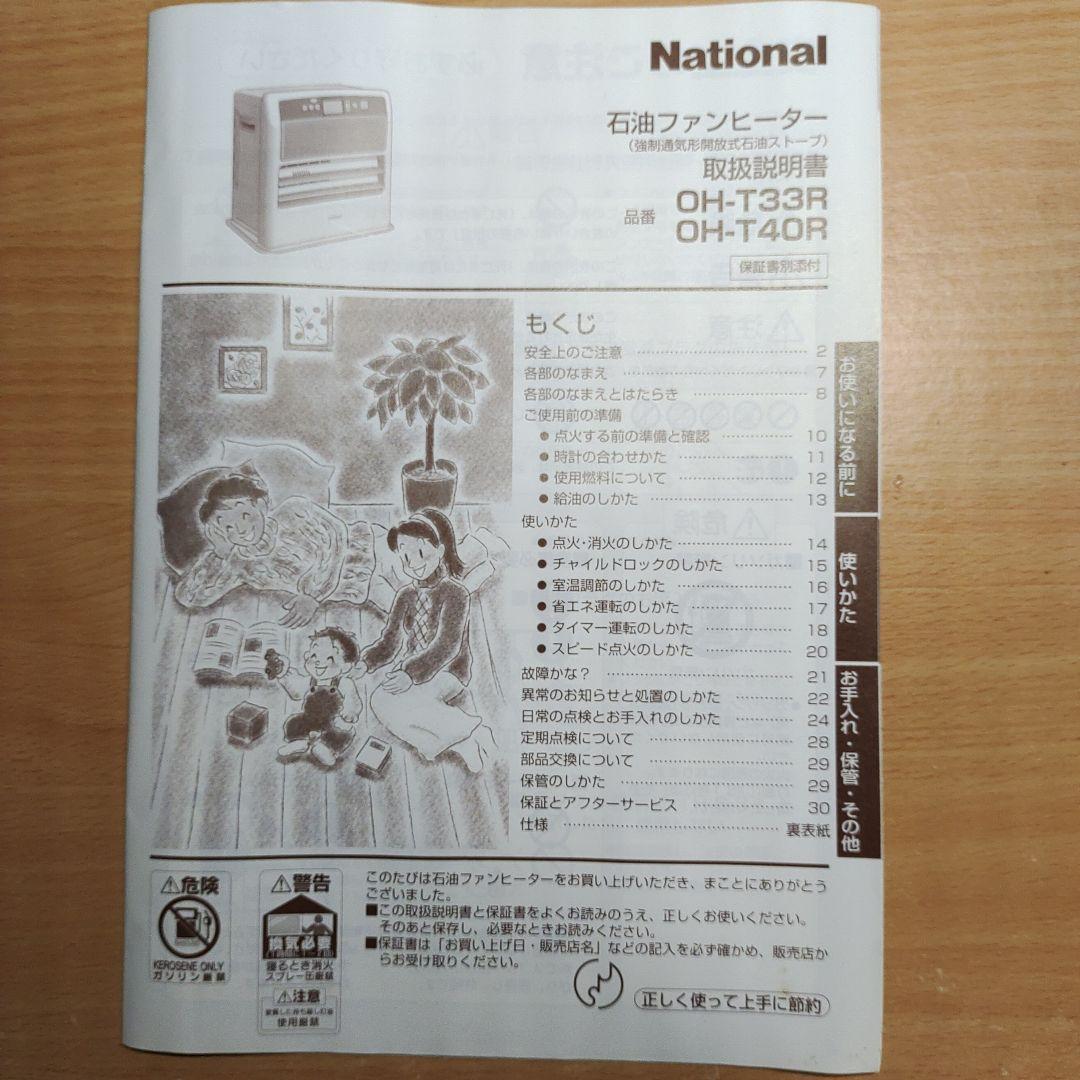 National
石油ファンヒーター
(強制通気形開放式石油ストーブ)
取扱説明書
品番 OH-T33R
OH-T40R
保証書別添付
もくじ
安全上のご注意 2
各部のなまえ 7
各部のなまえとはたらき 8
ご使用前の準備
● 点火する前の準備と確認 10
● 時計の合わせかた 11
● 使用燃料について 12
● 給油のしかた 13
使いかた
● 点火・消火のしかた 14
● チャイルドロックのしかた 15
● 室温調節のしかた 16
● 省エネ運転のしかた 17
● タイマー運転のしかた 18
● スピード点火のしかた 20
故障かな? 21
異常のお知らせと処置のしかた 22
日常の点検とお手入れのしかた 24
定期点検について 28
部品交換について 29
保管のしかた 29
保証とアフターサービス 30
仕様 裏表紙
お使いになる前に
使いかた
お手入れ・保管・その他
⚠危険
KEROSENE ONLY
ガソリン厳禁
⚠警告
換気必要
寝るとき消火
スプレー缶厳禁
⚠注意
使用厳禁
このたびは石油ファンヒーターをお買い上げいただき、まことにありがとう
ございました。
■この取扱説明書と保証書をよくお読みのうえ、正しくお使いください。
そのあと保存し、必要なときお読みください。
■保証書は「お買い上げ日・販売店名」などの記入を必ず確かめ、販売店か
らお受け取りください。
正しく使って上手に節約